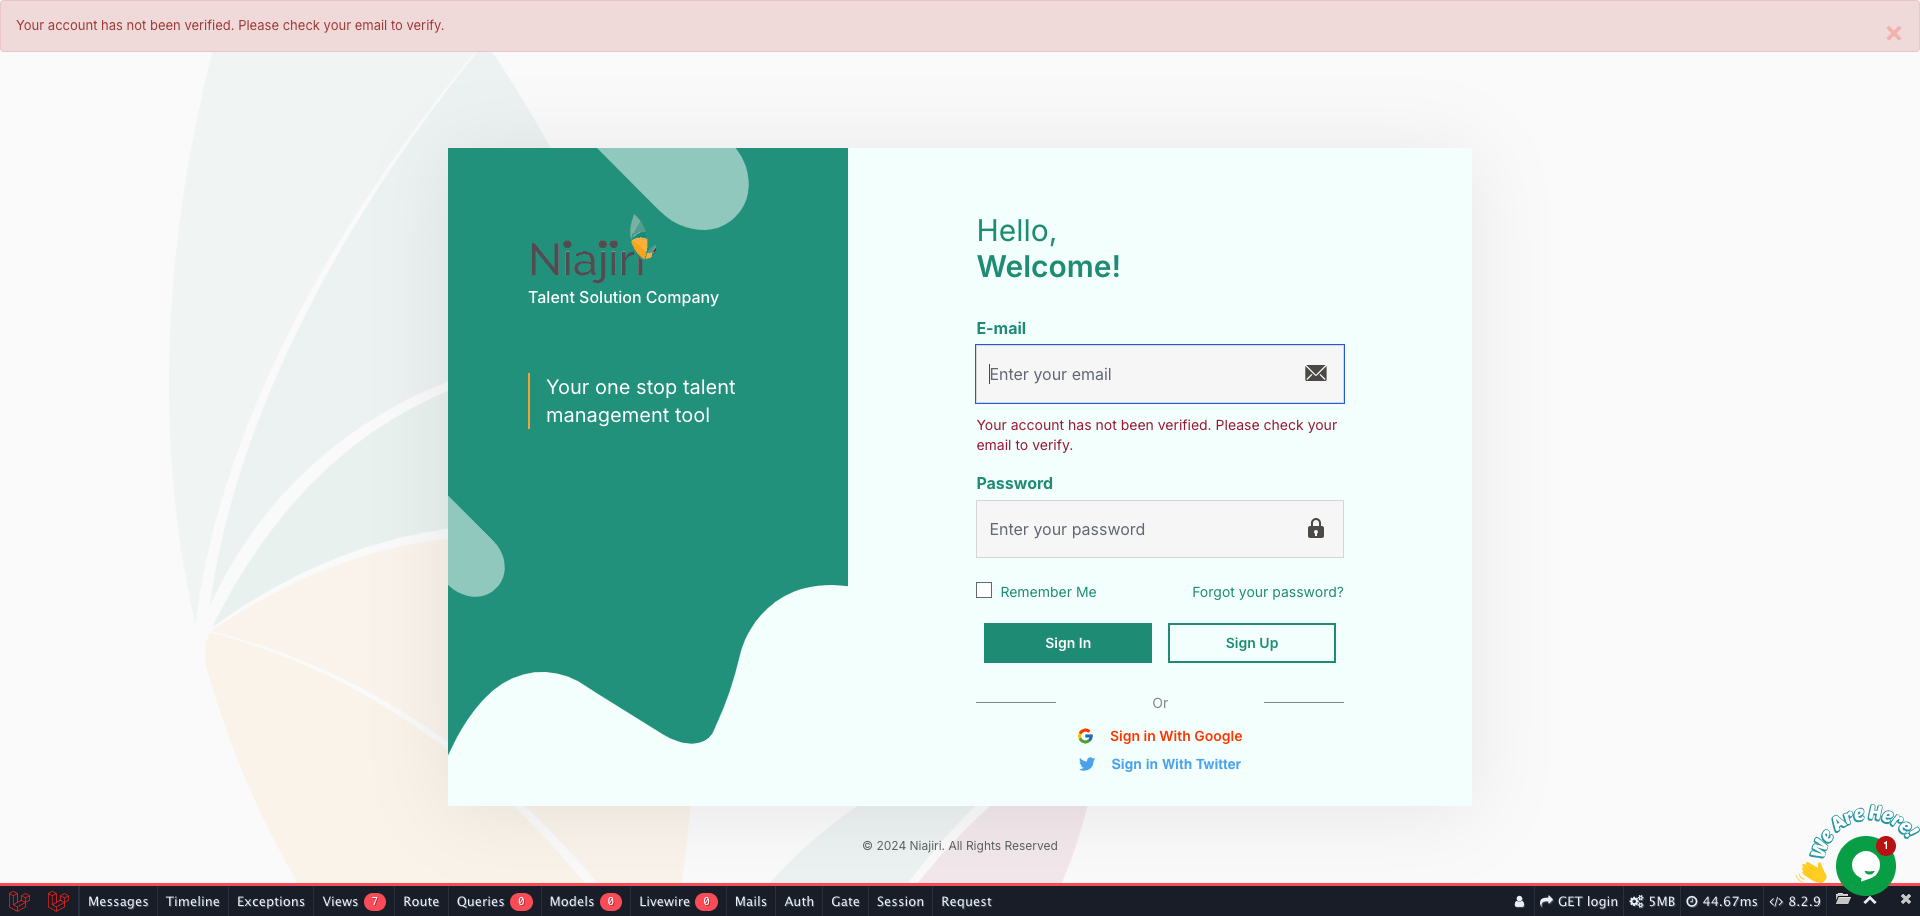 Your account has not been verified. Please check your email to verify.
Niajiri
Talent Solution Company
Your one stop talent
management tool
Hello,
Welcome!
E-mail
Enter your email
Your account has not been verified. Please check your
email to verify.
Password
Enter your password
Remember Me
Forgot your password?
Sign In
Sign Up
Or
Sign in With Google
Sign in With Twitter
© 2024 Niajiri. All Rights Reserved
We Are Here!
1
Messages Timeline Exceptions Views 7 Route Queries 0 Models 0 Livewire 0 Mails Auth Gate Session Request GET login 5MB 44.67ms 8.2.9